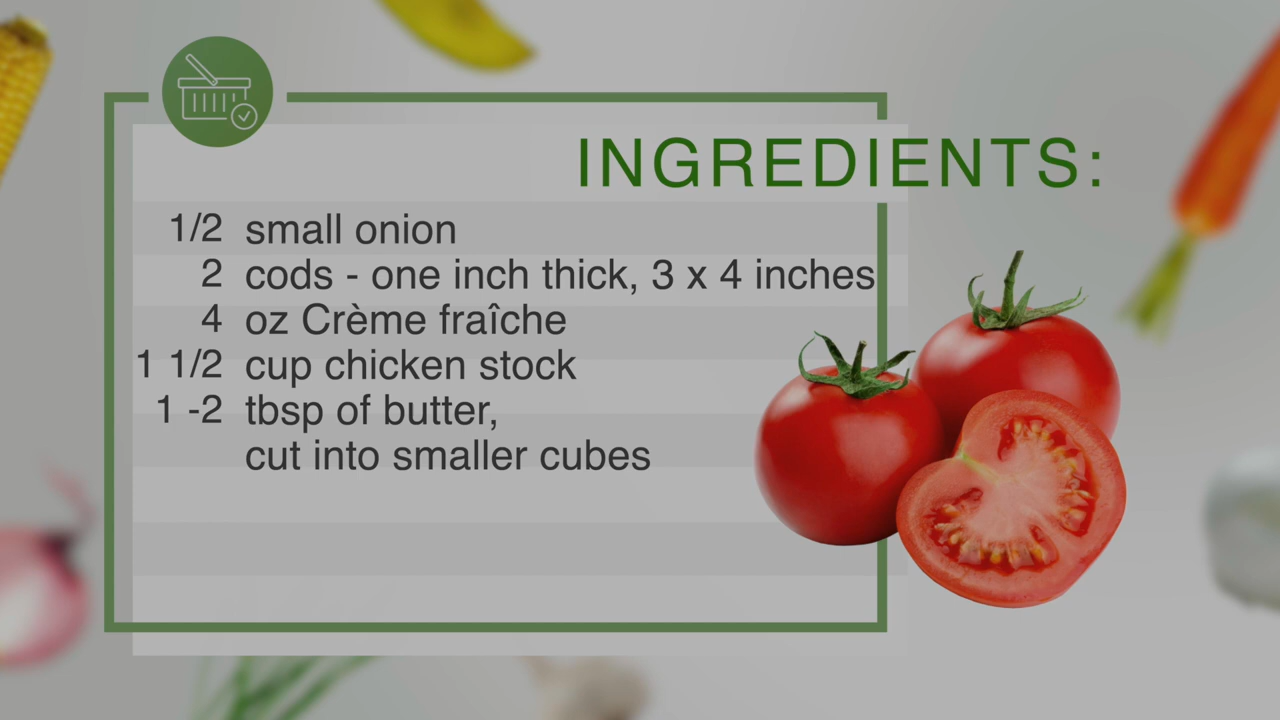 INGREDIENTS:
1/2 small onion
2 cods - one inch thick, 3 x 4 inches
4 oz Crème fraîche
1 1/2 cup chicken stock
1 -2 tbsp of butter,
cut into smaller cubes